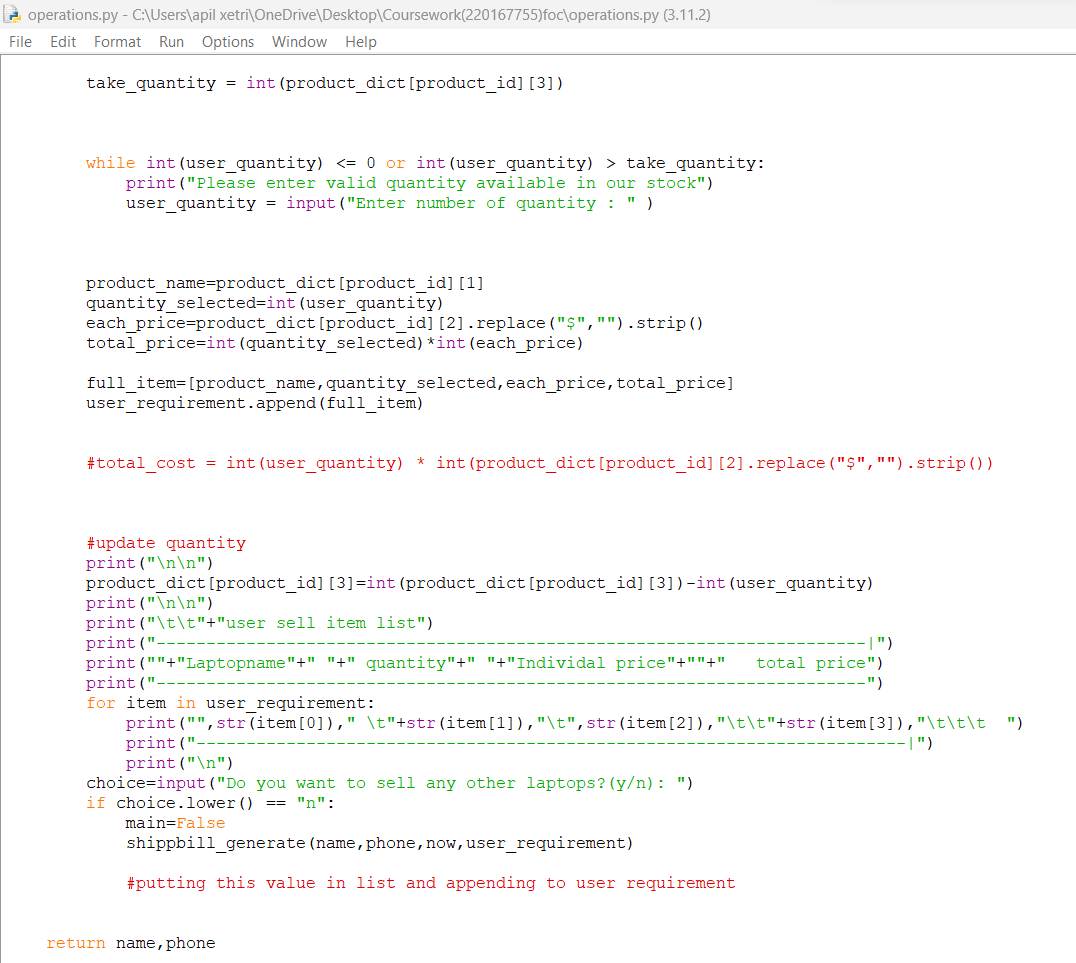 operations.py - C:\Users\apil xetri\OneDrive\Desktop\Coursework(220167755)foc\operations.py (3.11.2)
File Edit Format Run Options Window Help
take_quantity = int(product_dict[product_id][3])
while int(user_quantity) <= 0 or int(user_quantity) > take_quantity:
print("Please enter valid quantity available in our stock")
user_quantity = input("Enter number of quantity : " )
product_name=product_dict[product_id][1]
quantity_selected=int(user_quantity)
each_price=product_dict[product_id][2].replace("$","").strip()
total_price=int(quantity_selected)*int(each_price)
full_item=[product_name,quantity_selected,each_price,total_price]
user_requirement.append(full_item)
#total_cost = int(user_quantity) * int(product_dict[product_id][2].replace("$","").strip())
#update quantity
print("\n\n")
product_dict[product_id][3]=int(product_dict[product_id][3])-int(user_quantity)
print("\n\n")
print("\t\t"+"user sell item list")
print("-----------------------------------------------------------------------|")
print(""+"Laptopname"+" "+" quantity"+" "+"Individal price"+""+"   total price")
print("-----------------------------------------------------------------------")
for item in user_requirement:
print("",str(item[0])," \t"+str(item[1]),"\t",str(item[2]),"\t\t"+str(item[3]),"\t\t\t  ")
print("-----------------------------------------------------------------------|")
print("\n")
choice=input("Do you want to sell any other laptops?(y/n): ")
if choice.lower() == "n":
main=False
shippbill_generate(name,phone,now,user_requirement)
#putting this value in list and appending to user requirement
return name,phone